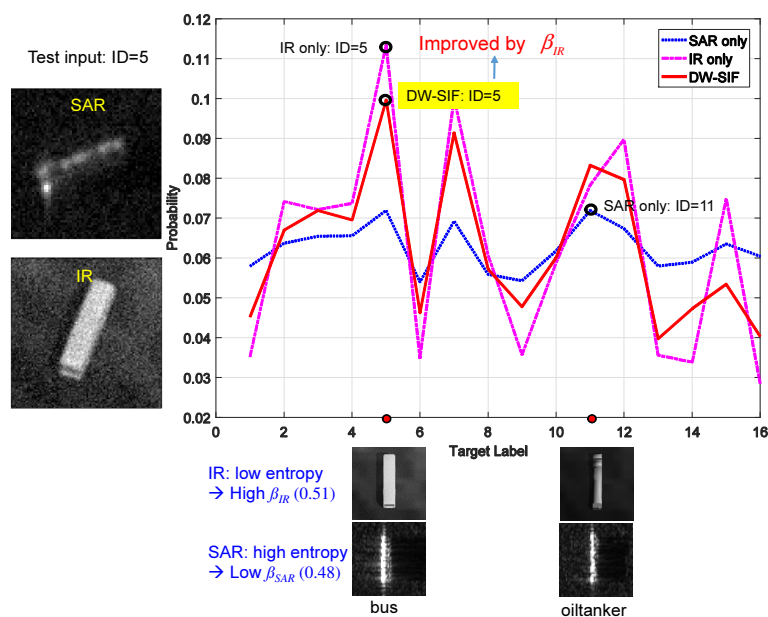 Test input: ID=5
SAR
IR
Probability
0.12
0.11
0.1
0.09
0.08
0.07
0.06
0.05
0.04
0.03
0.02
IR only: ID=5
Improved by β_IR
DW-SIF: ID=5
SAR only: ID=11
SAR only
IR only
DW-SIF
0 2 4 6 8 10 12 14 16
Target Label
IR: low entropy
→ High β_IR (0.51)
SAR: high entropy
→ Low β_SAR (0.48)
bus
oiltanker